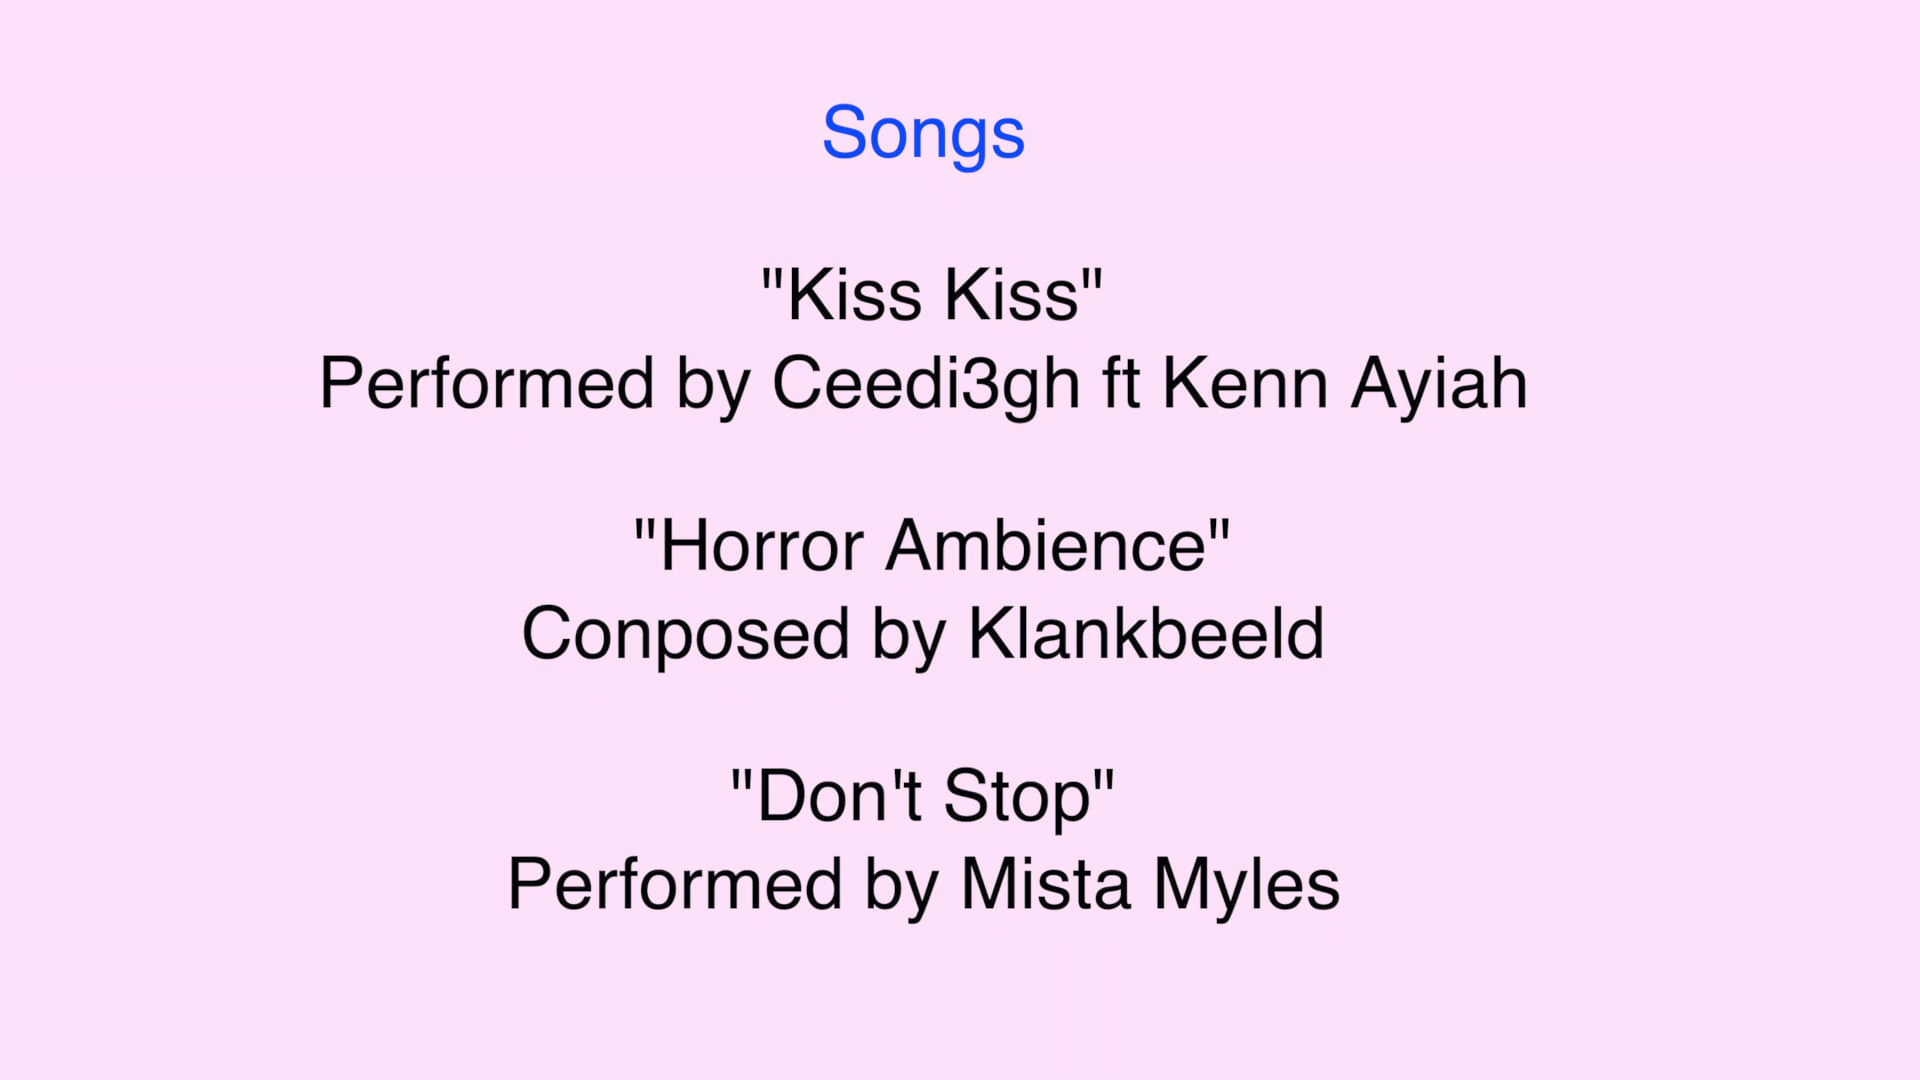 Songs
"Kiss Kiss"
Performed by Ceedi3gh ft Kenn Ayiah
"Horror Ambience"
Conposed by Klankbeeld
"Don't Stop"
Performed by Mista Myles